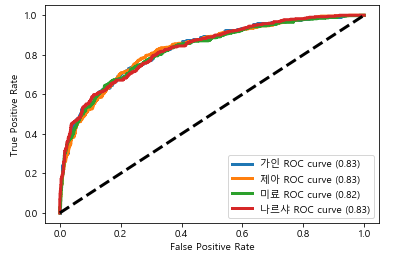 1.0
0.8
0.6
0.4
0.2
0.0
True Positive Rate
가인 ROC curve (0.83)
제아 ROC curve (0.83)
미료 ROC curve (0.82)
나르샤 ROC curve (0.83)
0.0 0.2 0.4 0.6 0.8 1.0
False Positive Rate